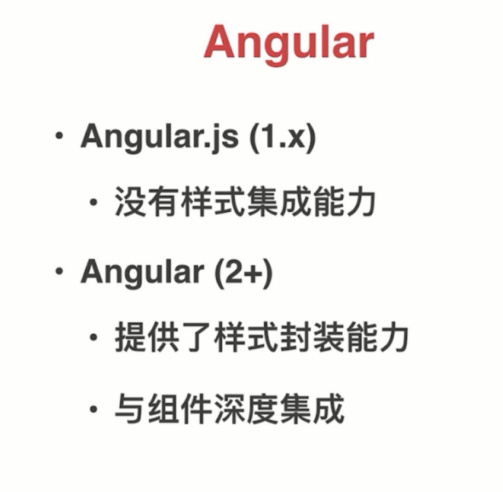 Angular
• Angular.js (1.x)
• 没有样式集成能力
• Angular (2+)
• 提供了样式封装能力
• 与组件深度集成